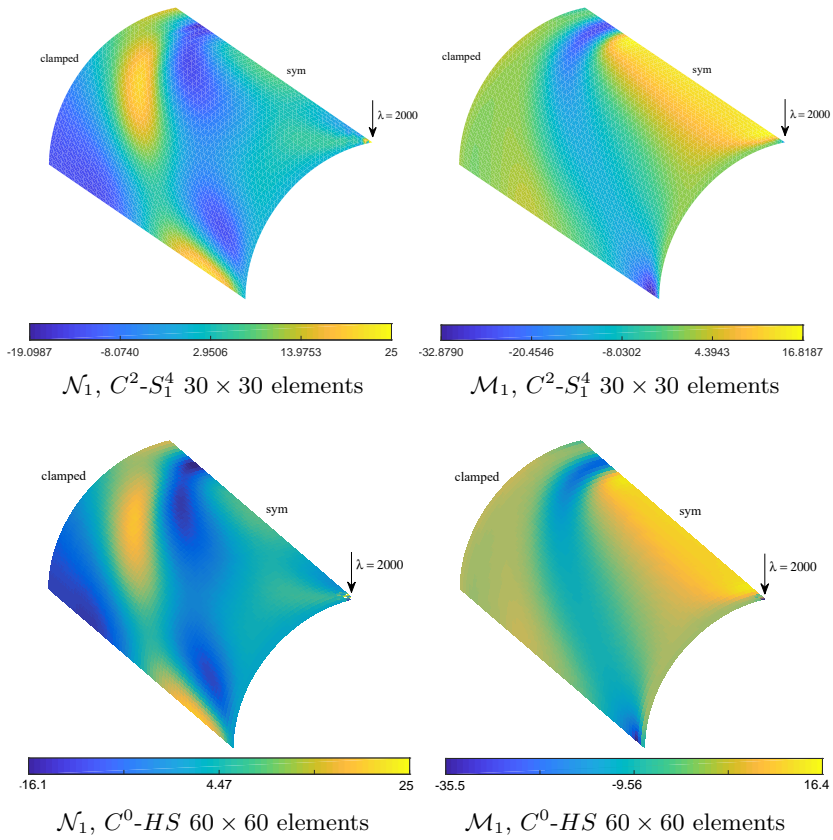 clamped
sym
λ = 2000
-19.0987 -8.0740 2.9506 13.9753 25
𝒩₁, C²-S₁⁴ 30 × 30 elements
clamped
sym
λ = 2000
-32.8790 -20.4546 -8.0302 4.3943 16.8187
ℳ₁, C²-S₁⁴ 30 × 30 elements
clamped
sym
λ = 2000
-16.1 4.47 25
𝒩₁, C⁰-HS 60 × 60 elements
clamped
sym
λ = 2000
-35.5 -9.56 16.4
ℳ₁, C⁰-HS 60 × 60 elements